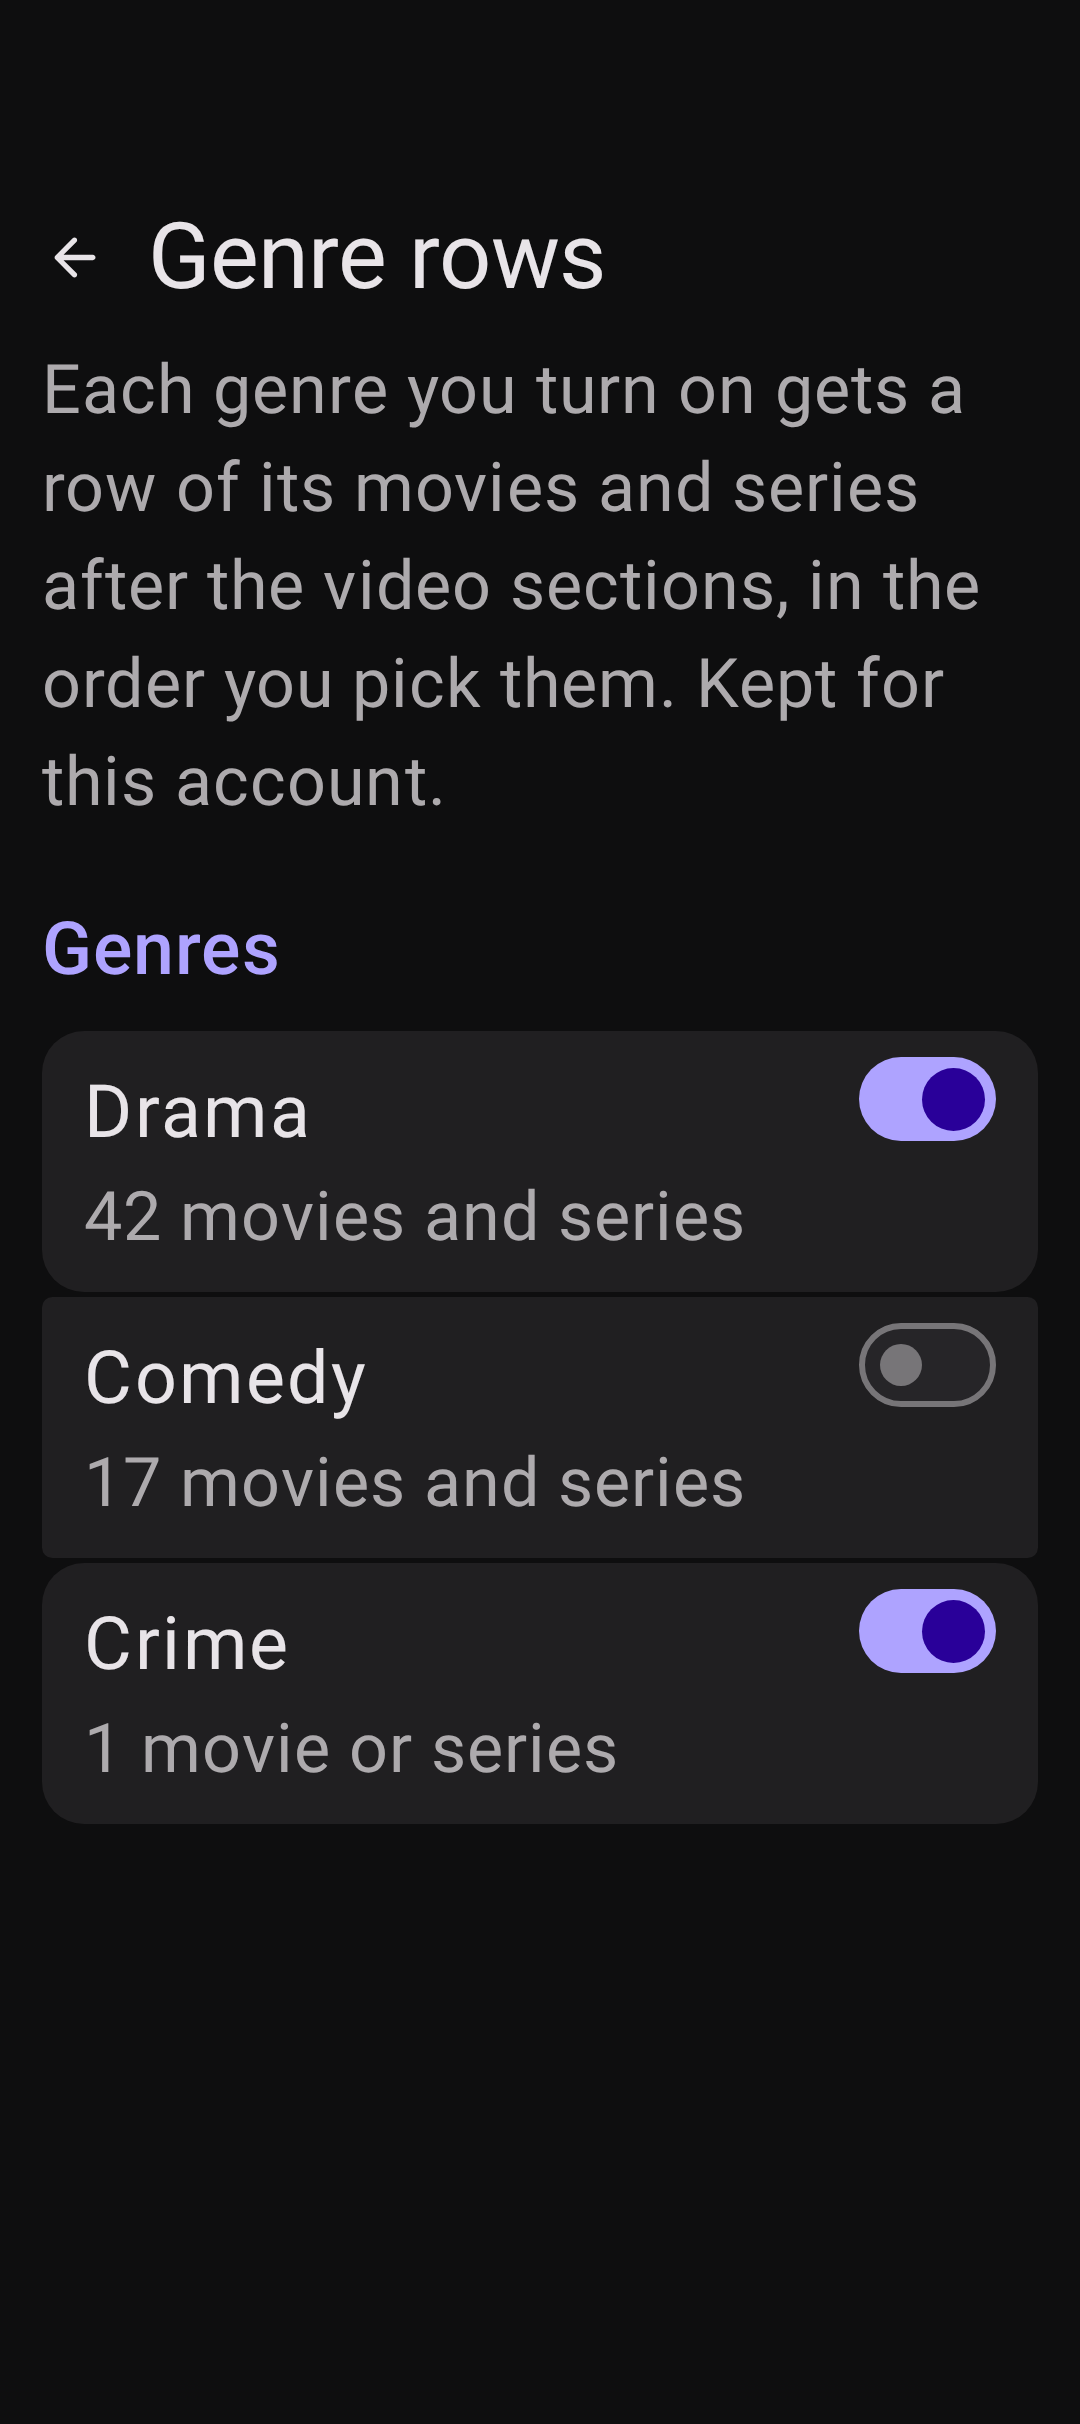 Genre rows
Each genre you turn on gets a
row of its movies and series
after the video sections, in the
order you pick them. Kept for
this account.
Genres
Drama
42 movies and series
Comedy
17 movies and series
Crime
1 movie or series